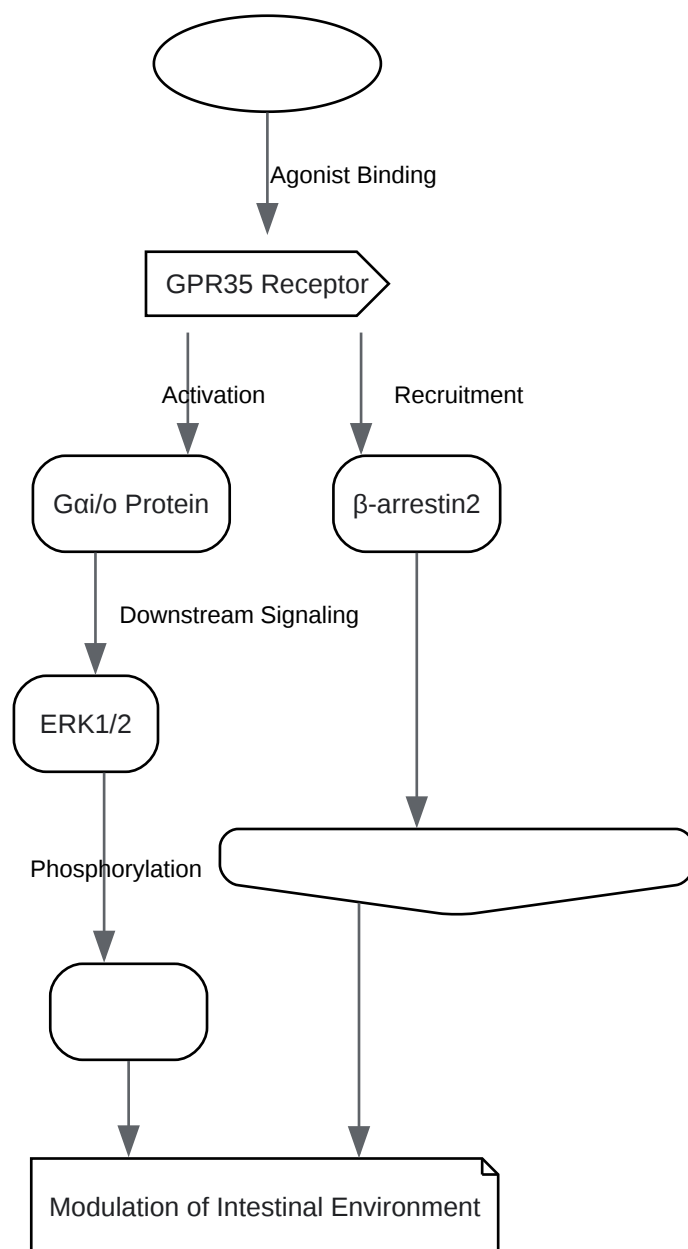 Agonist Binding
GPR35 Receptor
Activation
Recruitment
Gαi/o Protein
β-arrestin2
Downstream Signaling
ERK1/2
Phosphorylation
Modulation of Intestinal Environment